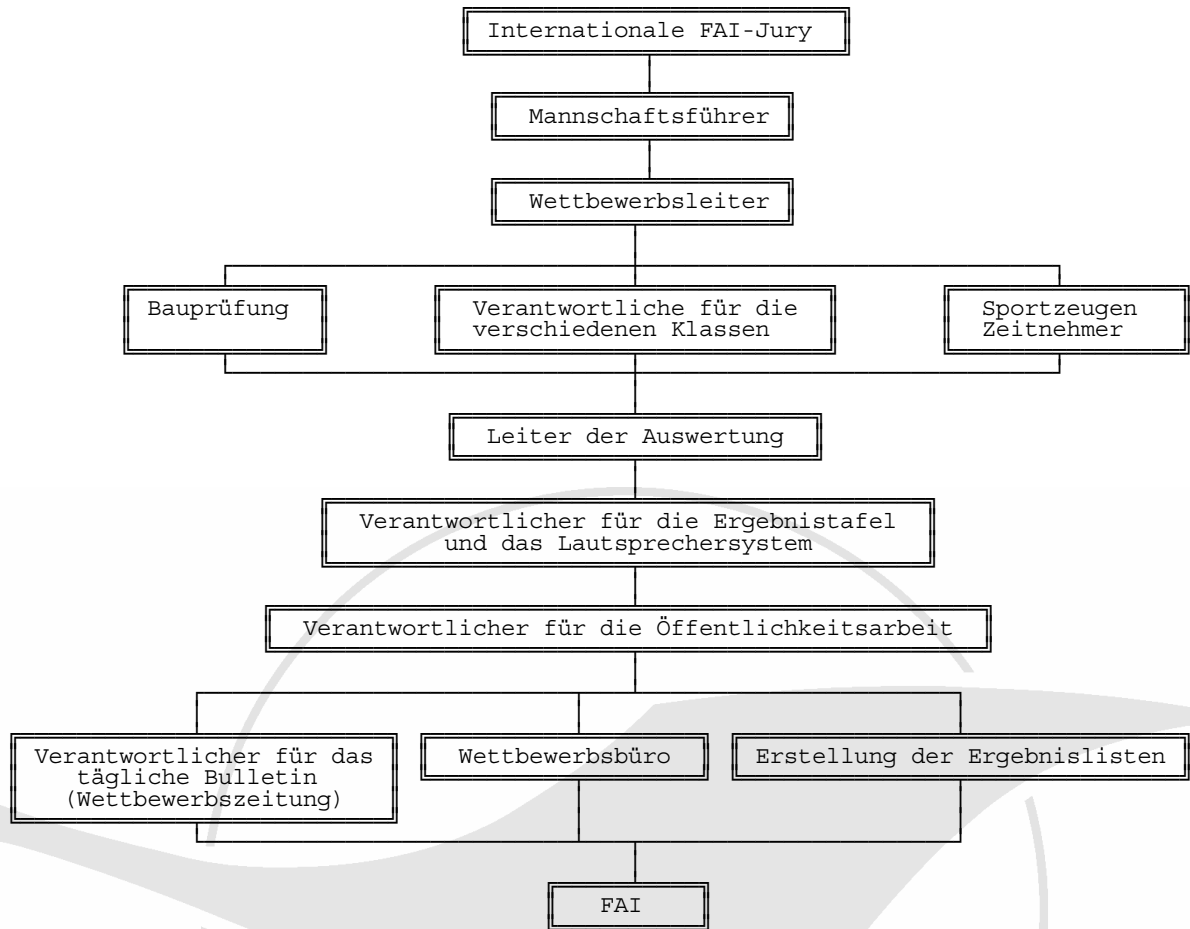 Internationale FAI-Jury
Mannschaftsführer
Wettbewerbsleiter
Bauprüfung
Verantwortliche für die
verschiedenen Klassen
Sportzeugen
Zeitnehmer
Leiter der Auswertung
Verantwortlicher für die Ergebnistafel
und das Lautsprechersystem
Verantwortlicher für die Öffentlichkeitsarbeit
Verantwortlicher für das
tägliche Bulletin
(Wettbewerbszeitung)
Wettbewerbsbüro
Erstellung der Ergebnislisten
FAI